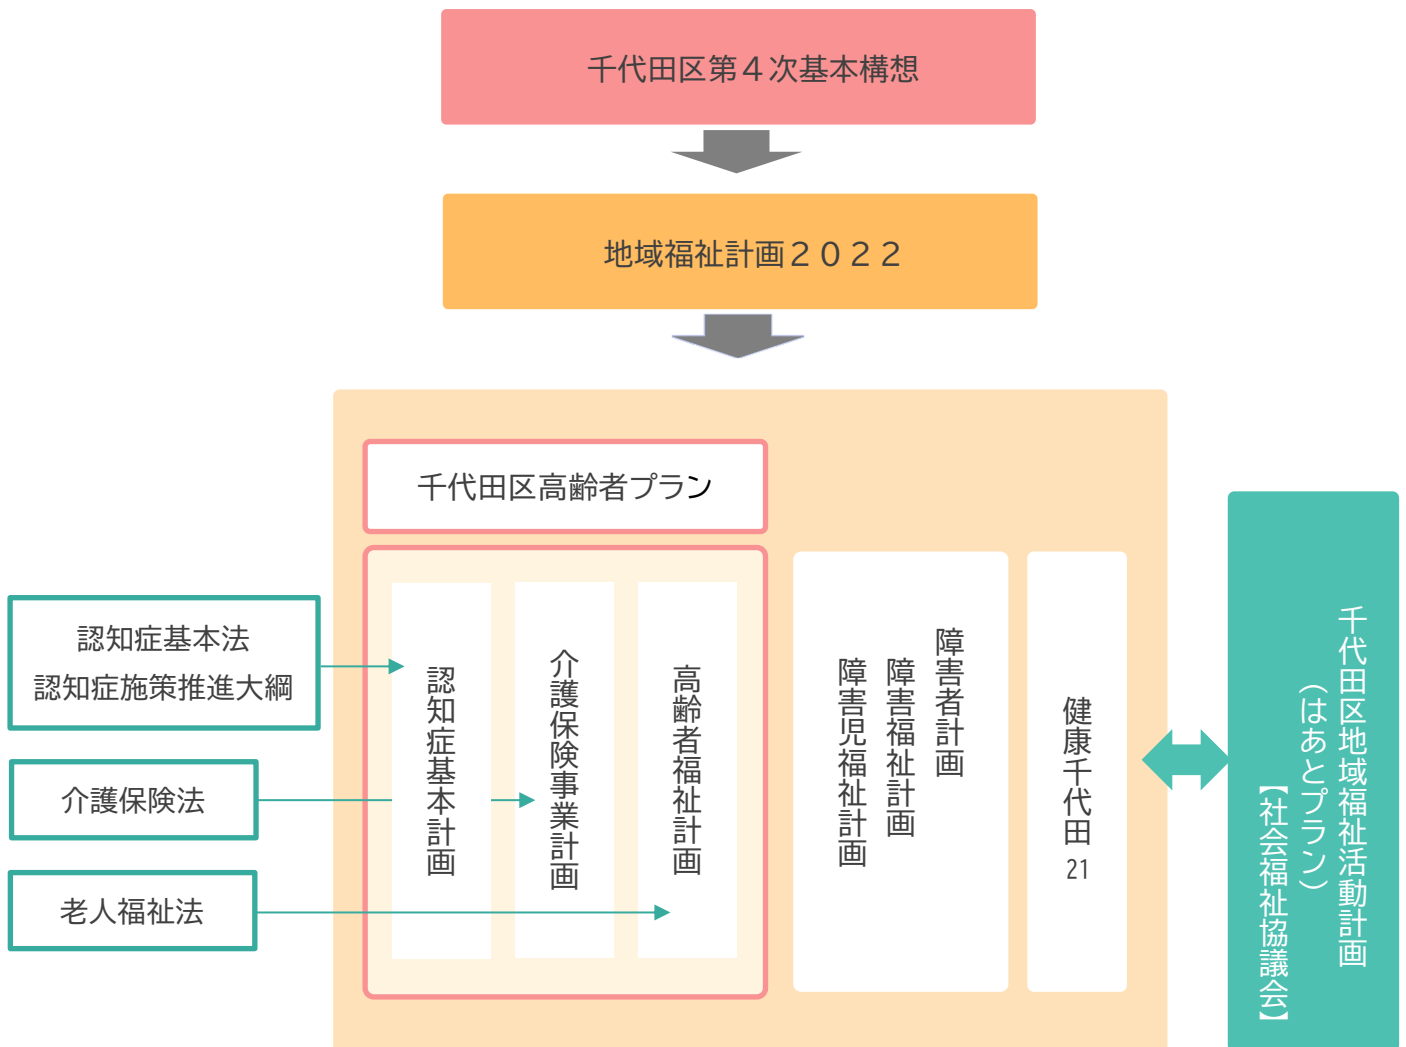 千代田区第４次基本構想
地域福祉計画２０２２
千代田区高齢者プラン
認知症基本法
認知症施策推進大綱
介護保険法
老人福祉法
認知症基本計画
介護保険事業計画
高齢者福祉計画
障害者計画
障害福祉計画
障害児福祉計画
健康千代田21
千代田区地域福祉活動計画
（はあとプラン）
【社会福祉協議会】